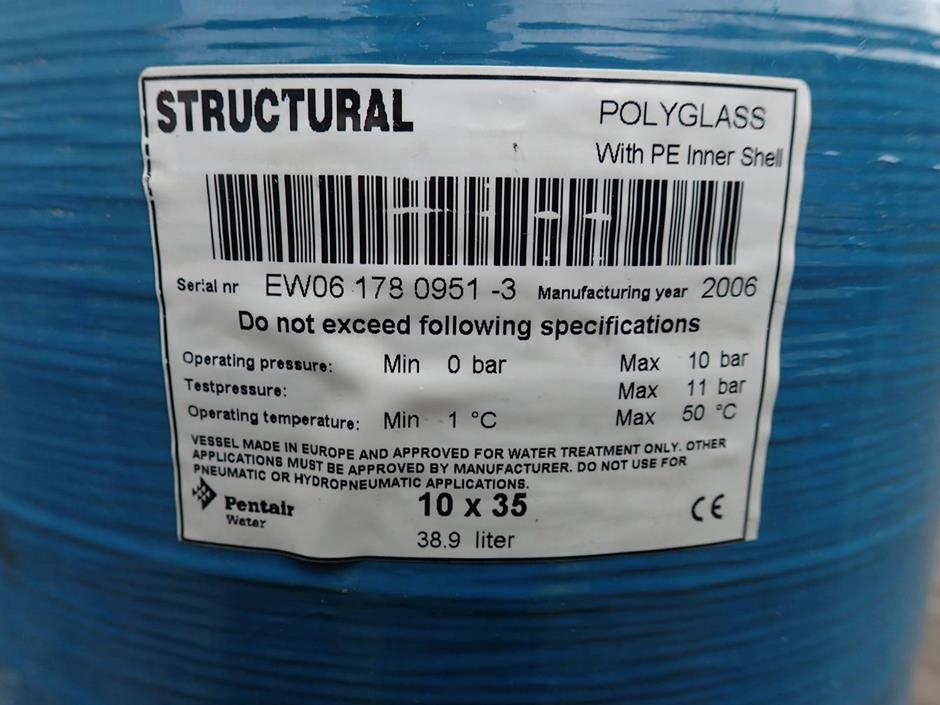 STRUCTURAL
POLYGLASS
With PE Inner Shell
Serial nr EW06 178 0951 -3 Manufacturing year 2006
Do not exceed following specifications
Operating pressure: Min 0 bar Max 10 bar
Testpressure: Max 11 bar
Operating temperature: Min 1 °C Max 50 °C
VESSEL MADE IN EUROPE AND APPROVED FOR WATER TREATMENT ONLY. OTHER
APPLICATIONS MUST BE APPROVED BY MANUFACTURER. DO NOT USE FOR
PNEUMATIC OR HYDROPNEUMATIC APPLICATIONS.
Pentair
Water
10 x 35
38.9 liter
CE